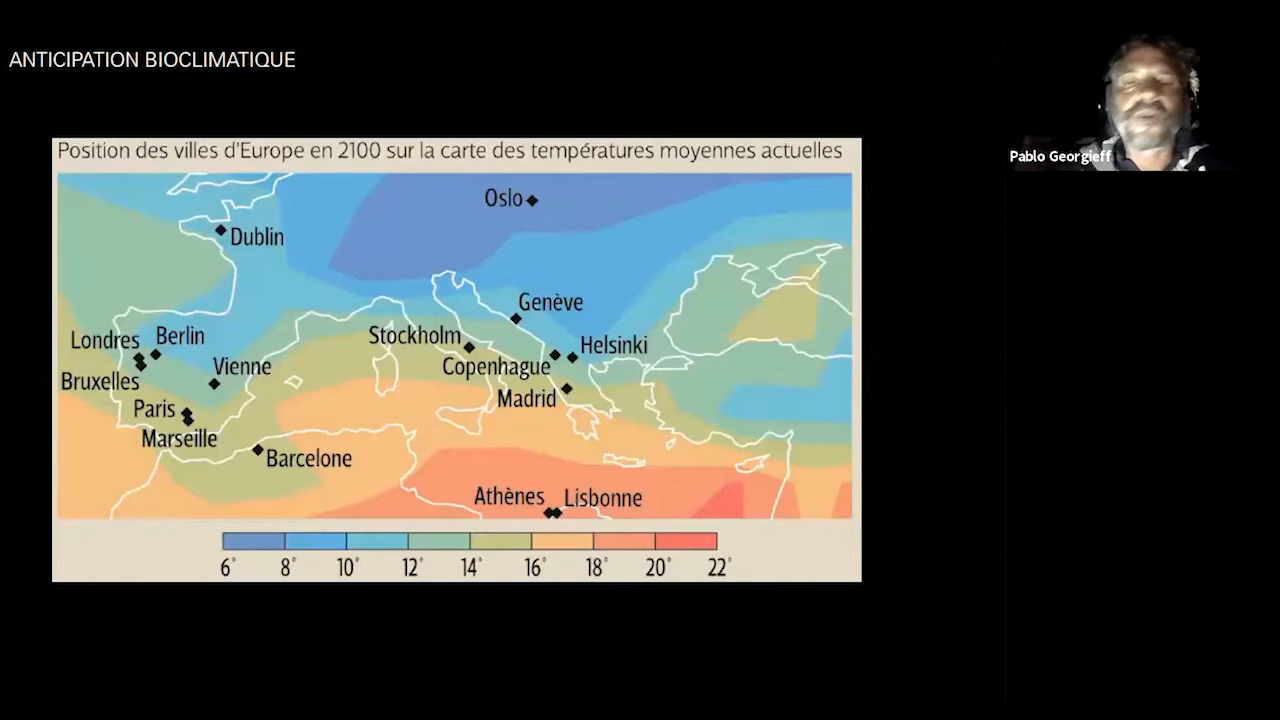 ANTICIPATION BIOCLIMATIQUE
Pablo Georgieff
Position des villes d'Europe en 2100 sur la carte des températures moyennes actuelles
Oslo
Dublin
Genève
Londres
Berlin
Stockholm
Helsinki
Bruxelles
Vienne
Copenhague
Madrid
Paris
Marseille
Barcelone
Athènes
Lisbonne
6° 8° 10° 12° 14° 16° 18° 20° 22°